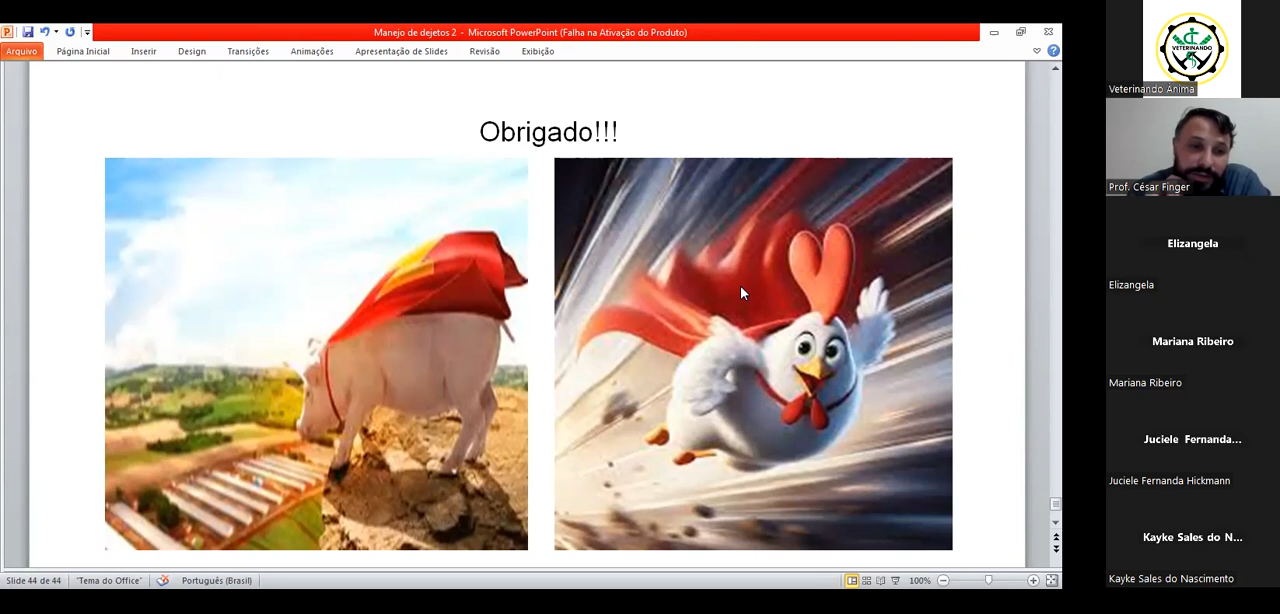 Manejo de dejetos 2 - Microsoft PowerPoint (Falha na Ativação do Produto)
Arquivo Página Inicial Inserir Design Transições Animações Apresentação de Slides Revisão Exibição
Obrigado!!!
Slide 44 de 44 "Tema do Office" Português (Brasil) 100%
VETERINANDO
Veterinando Ânima
Prof. César Finger
Elizangela
Elizangela
Mariana Ribeiro
Mariana Ribeiro
Juciele Fernanda...
Juciele Fernanda Hickmann
Kayke Sales do N...
Kayke Sales do Nascimento